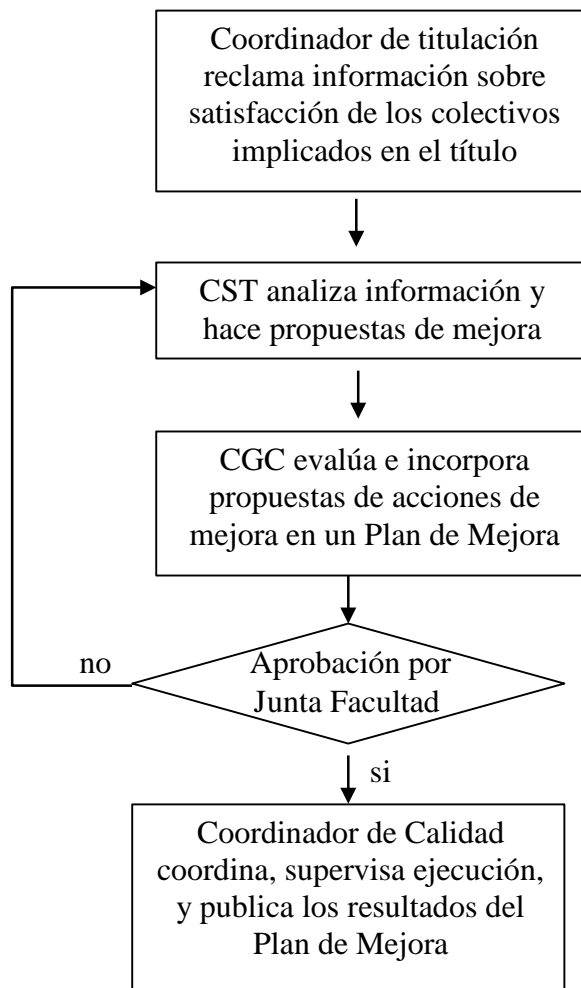 Coordinador de titulación
reclama información sobre
satisfacción de los colectivos
implicados en el título
CST analiza información y
hace propuestas de mejora
CGC evalúa e incorpora
propuestas de acciones de
mejora en un Plan de Mejora
no
Aprobación por
Junta Facultad
si
Coordinador de Calidad
coordina, supervisa ejecución,
y publica los resultados del
Plan de Mejora